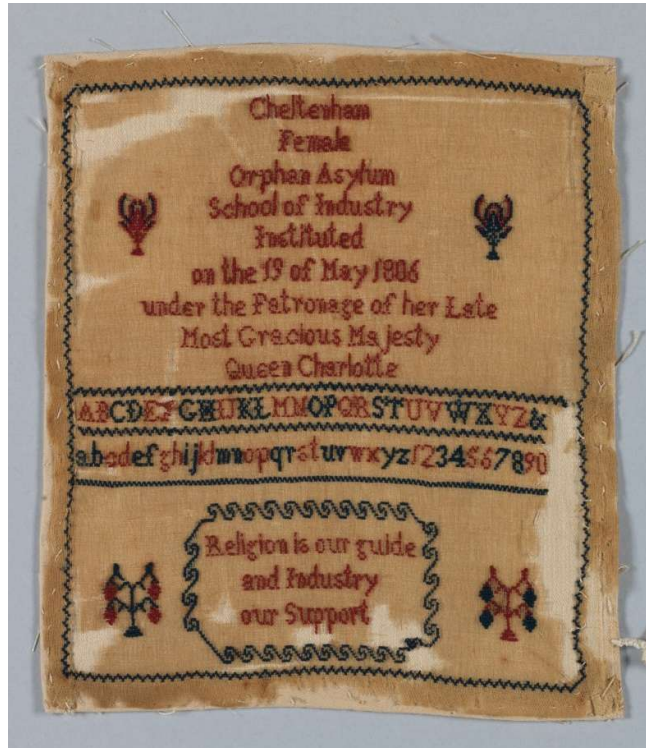 Cheltenham
Female
Orphan Asylum
School of Industry
Instituted
on the 19 of May 1806
under the Patronage of her Late
Most Gracious Majesty
Queen Charlotte
ABCDEFGHIJKLMNOPQRSTUVWXYZ&
abcdefghijklmnopqrstuvwxyz1234567890
Religion is our guide
and Industry
our Support